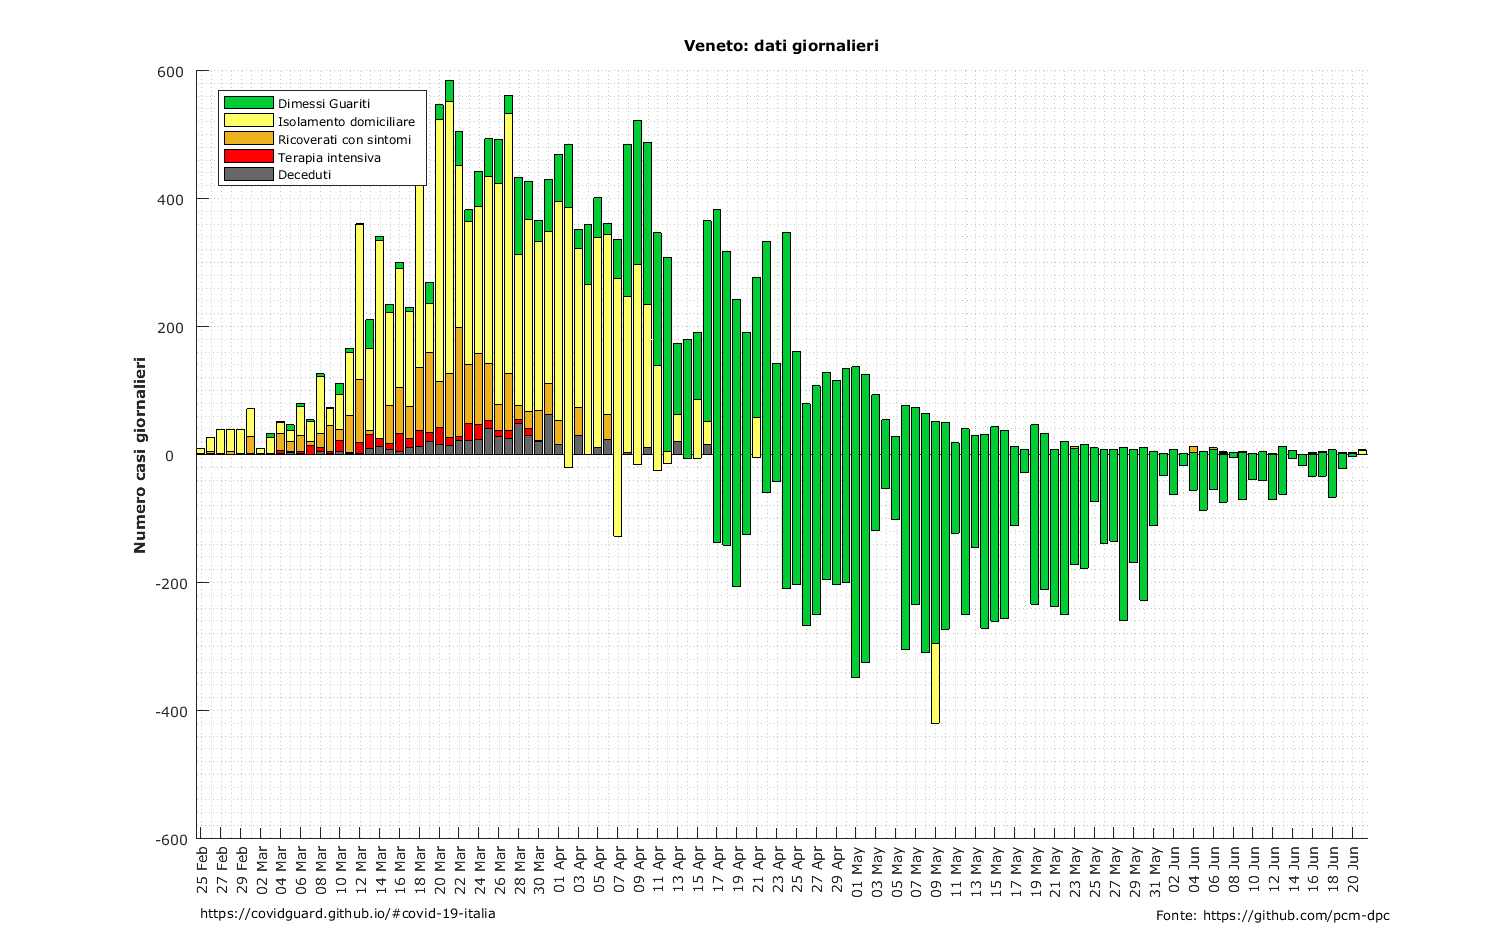 Veneto: dati giornalieri
600
400
200
0
-200
-400
-600
Numero casi giornalieri
Dimessi Guariti
Isolamento domiciliare
Ricoverati con sintomi
Terapia intensiva
Deceduti
25 Feb
27 Feb
29 Feb
02 Mar
04 Mar
06 Mar
08 Mar
10 Mar
12 Mar
14 Mar
16 Mar
18 Mar
20 Mar
22 Mar
24 Mar
26 Mar
28 Mar
30 Mar
01 Apr
03 Apr
05 Apr
07 Apr
09 Apr
11 Apr
13 Apr
15 Apr
17 Apr
19 Apr
21 Apr
23 Apr
25 Apr
27 Apr
29 Apr
01 May
03 May
05 May
07 May
09 May
11 May
13 May
15 May
17 May
19 May
21 May
23 May
25 May
27 May
29 May
31 May
02 Jun
04 Jun
06 Jun
08 Jun
10 Jun
12 Jun
14 Jun
16 Jun
18 Jun
20 Jun
https://covidguard.github.io/#covid-19-italia
Fonte: https://github.com/pcm-dpc